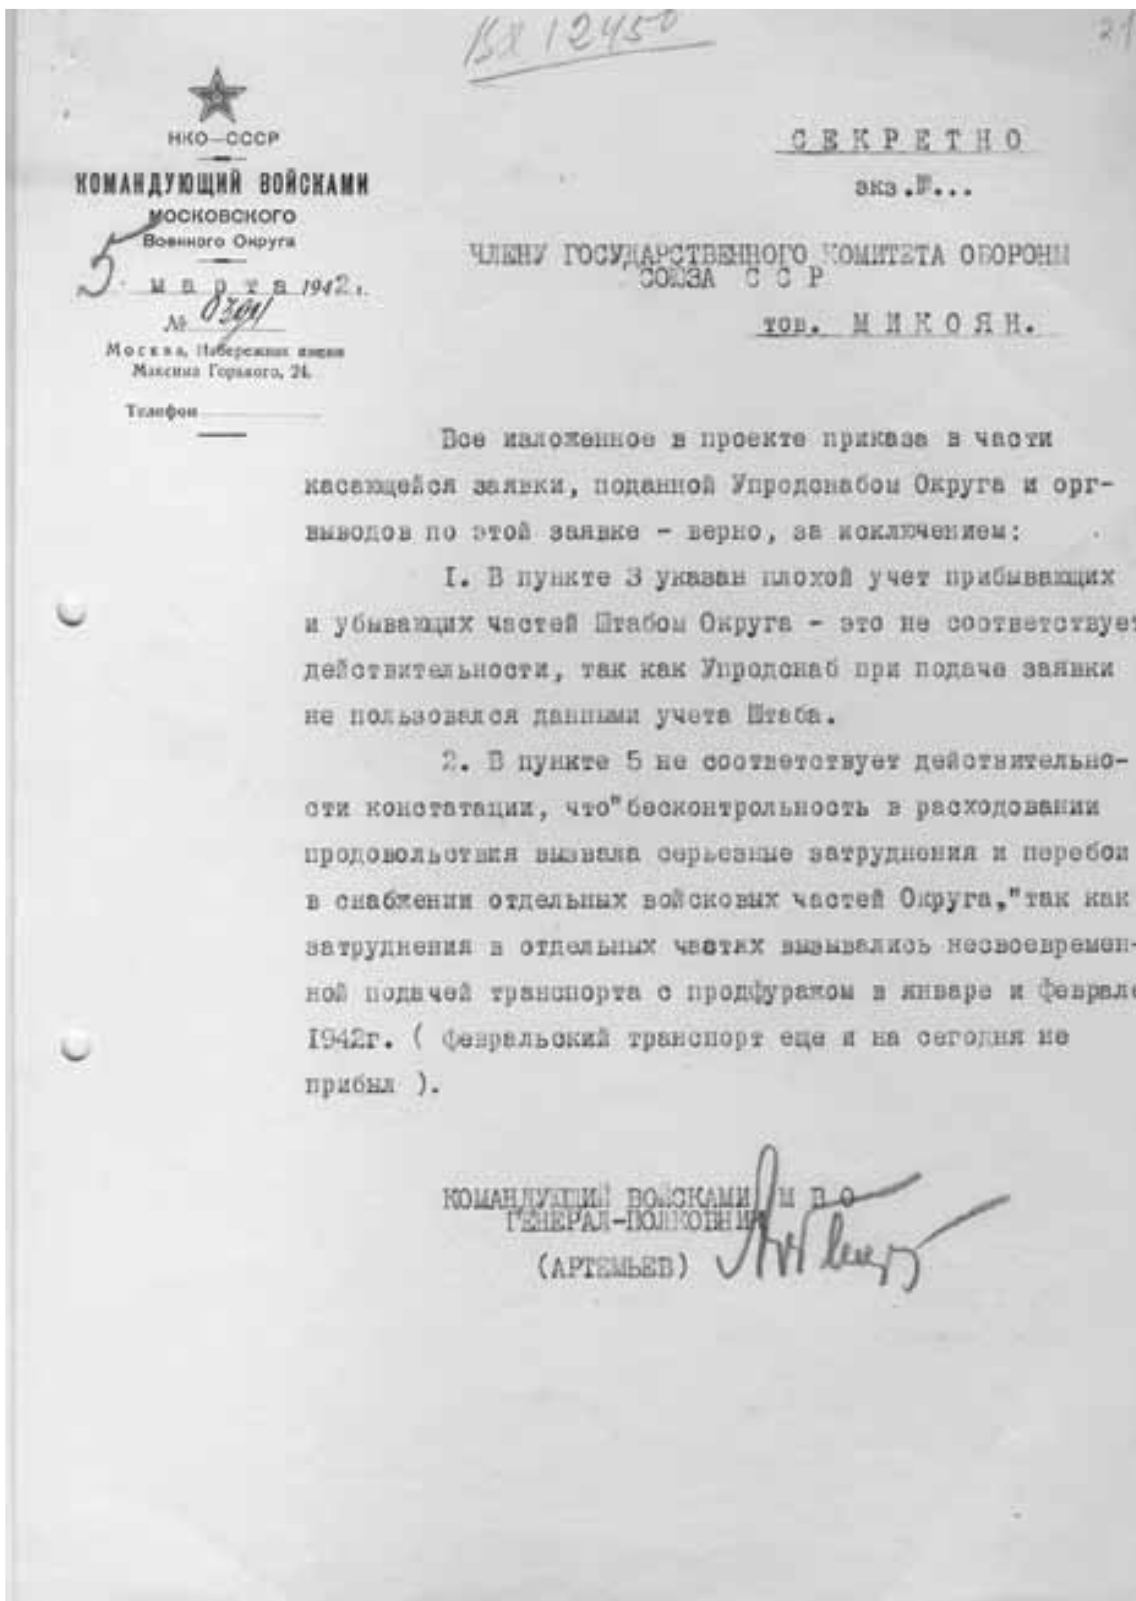 Вх 12450
21
НКО—СССР
КОМАНДУЮЩИЙ ВОЙСКАМИ
МОСКОВСКОГО
Военного Округа
5 марта 1942 г.
№ 0394
Москва, Набережная имени
Максима Горького, 24.
Телефон
СЕКРЕТНО
экз.№...
ЧЛЕНУ ГОСУДАРСТВЕННОГО КОМИТЕТА ОБОРОНЫ
СОЮЗА С С Р
тов. МИКОЯН.
Все изложенное в проекте приказа в части
касающейся заявки, поданной Упродснабом Округа и орг-
выводов по этой заявке - верно, за исключением:
1. В пункте 3 указан плохой учет прибывающих
и убывающих частей Штабом Округа - это не соответствует
действительности, так как Упродснаб при подаче заявки
не пользовался данными учета Штаба.
2. В пункте 5 не соответствует действительно-
сти констатации, что"бесконтрольность в расходовании
продовольствия вызвала серьезные затруднения и перебои
в снабжении отдельных войсковых частей Округа,"так как
затруднения в отдельных частях вызывались несвоевремен-
ной подачей транспорта с продфуражом в январе и феврале
1942г. ( февральский транспорт еще и на сегодня не
прибыл ).
КОМАНДУЮЩИЙ ВОЙСКАМИ М В О
ГЕНЕРАЛ-ПОЛКОВНИК
(АРТЕМЬЕВ)